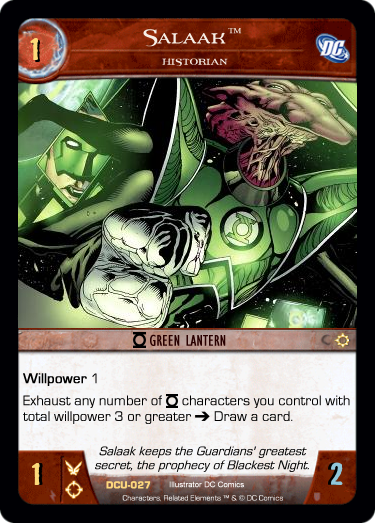 1
SALAAK™
DC
HISTORIAN
GREEN LANTERN
Willpower 1
Exhaust any number of characters you control with
total willpower 3 or greater ➔ Draw a card.
Salaak keeps the Guardians' greatest
secret, the prophecy of Blackest Night.
1
DCU-027 Illustrator DC Comics
2
Characters, Related Elements ™ & © DC Comics